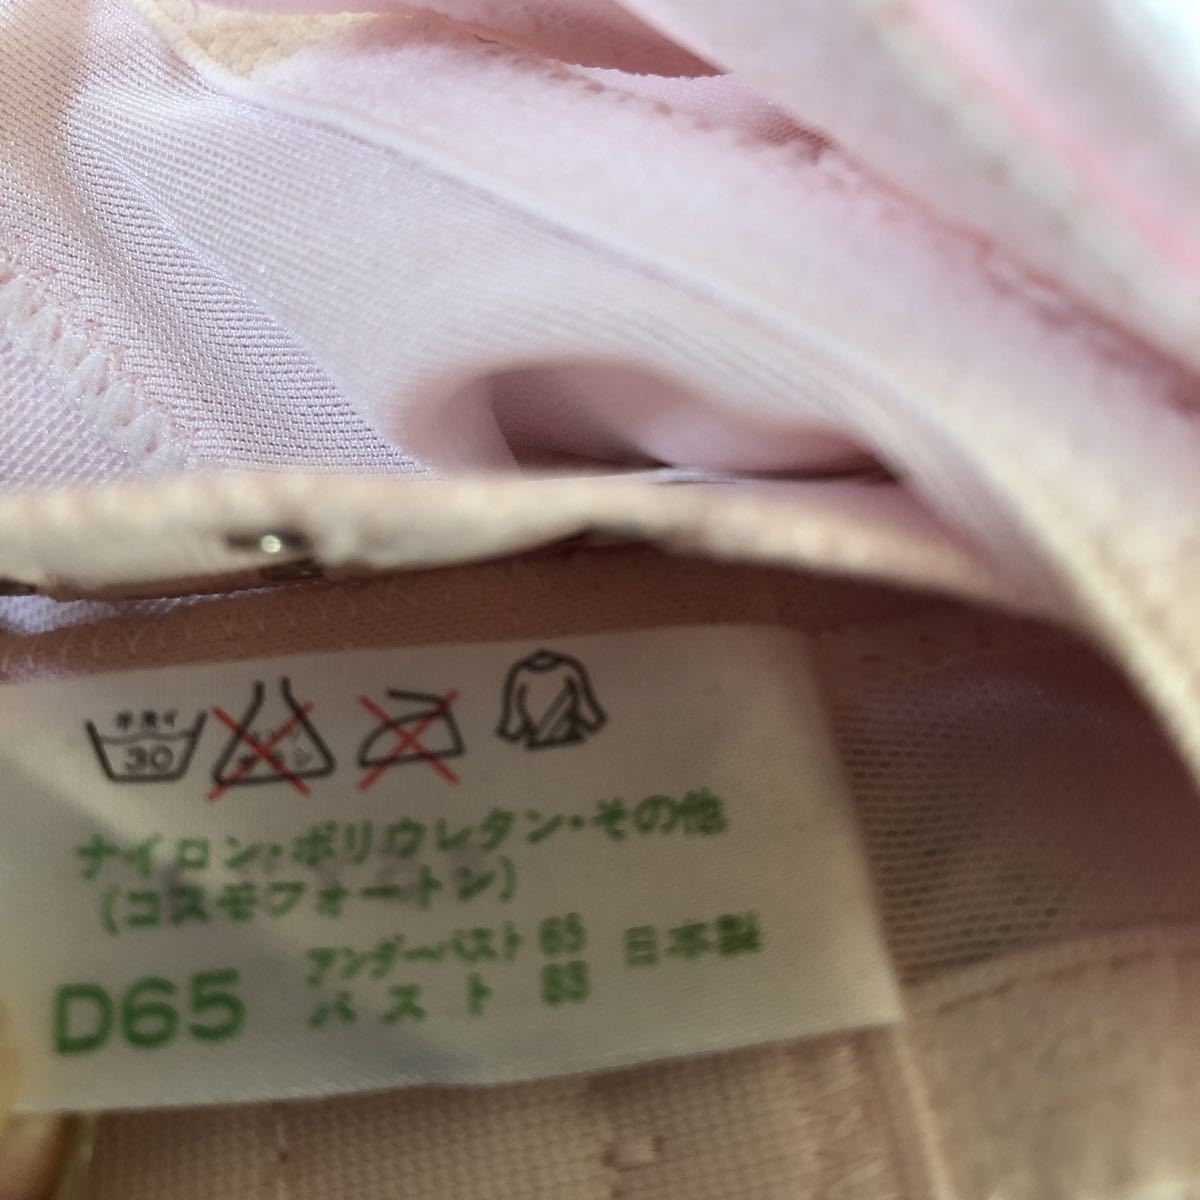 手洗イ
30
ナイロン・ポリウレタン・その他
(コスモフォートン)
D65
アンダーバスト 65
バスト 85
日本製